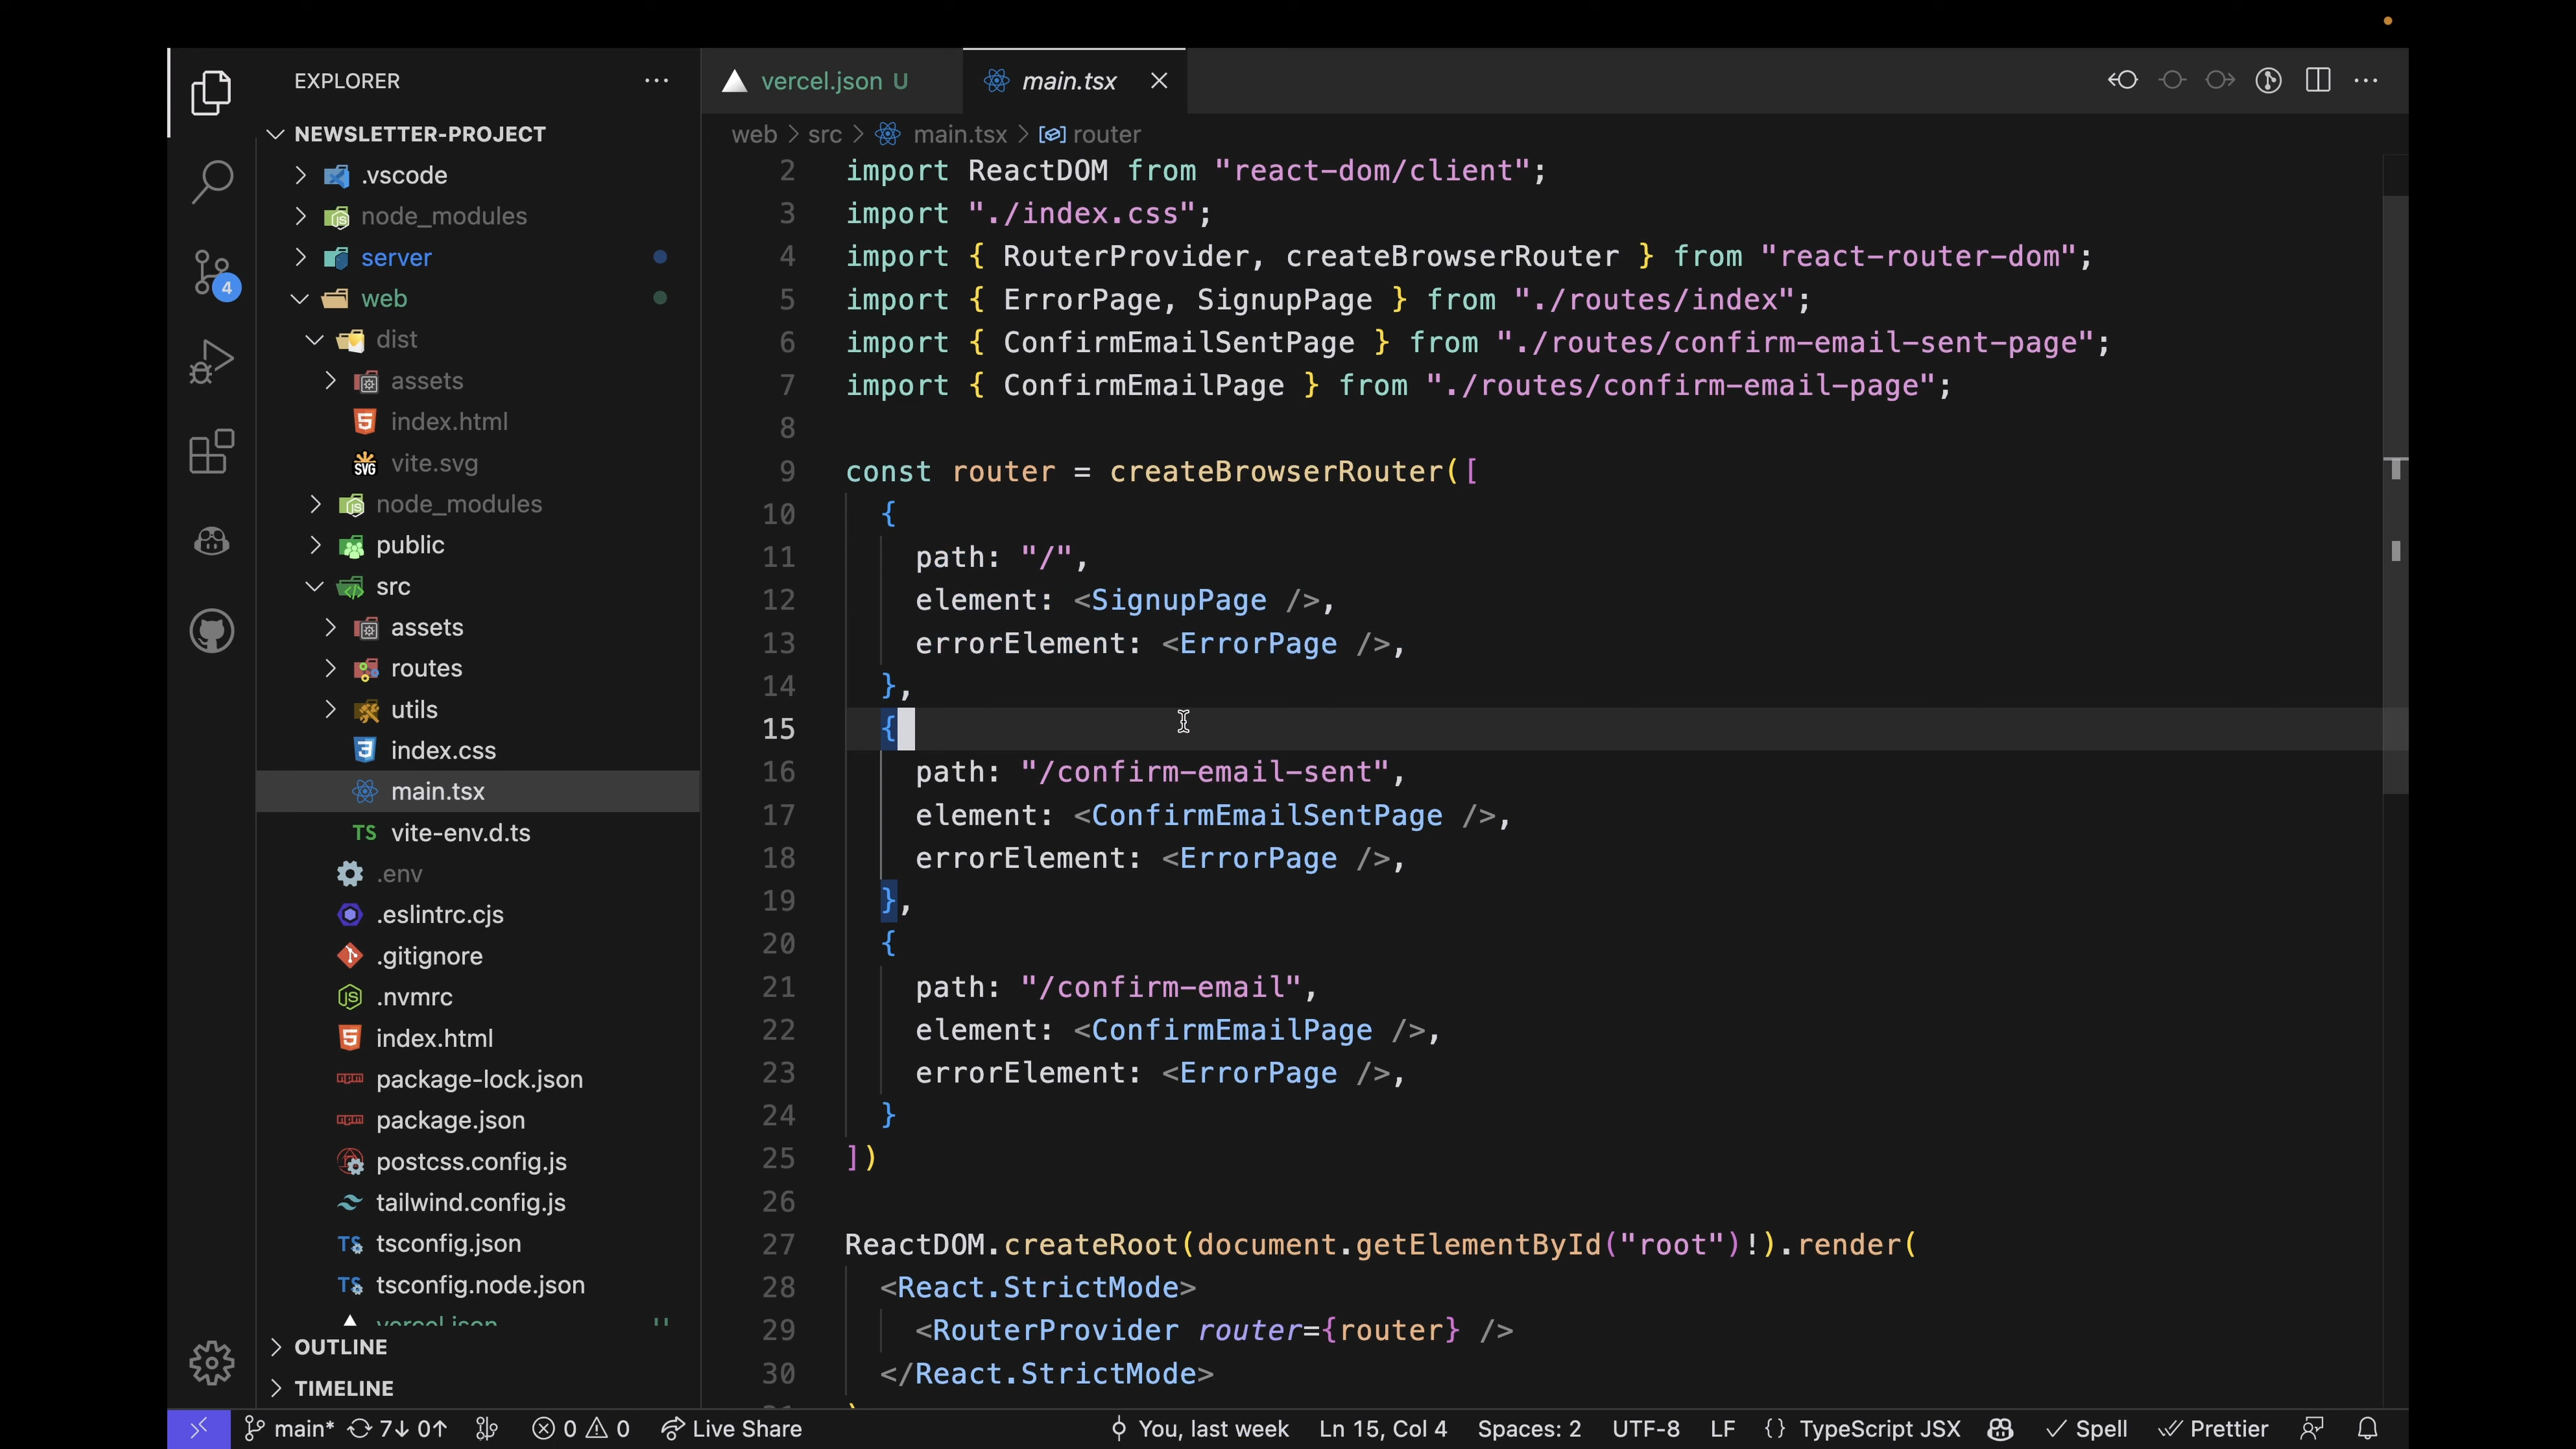 EXPLORER
NEWSLETTER-PROJECT
.vscode
node_modules
server
web
dist
assets
index.html
vite.svg
node_modules
public
src
assets
routes
utils
index.css
main.tsx
TS vite-env.d.ts
.env
.eslintrc.cjs
.gitignore
.nvmrc
index.html
package-lock.json
package.json
postcss.config.js
tailwind.config.js
TS tsconfig.json
TS tsconfig.node.json
vercel.json U
OUTLINE
TIMELINE
4
vercel.json U
main.tsx
web > src > main.tsx > router
2 import ReactDOM from "react-dom/client";
3 import "./index.css";
4 import { RouterProvider, createBrowserRouter } from "react-router-dom";
5 import { ErrorPage, SignupPage } from "./routes/index";
6 import { ConfirmEmailSentPage } from "./routes/confirm-email-sent-page";
7 import { ConfirmEmailPage } from "./routes/confirm-email-page";
8
9 const router = createBrowserRouter([
10 {
11 path: "/",
12 element: <SignupPage />,
13 errorElement: <ErrorPage />,
14 },
15 {
16 path: "/confirm-email-sent",
17 element: <ConfirmEmailSentPage />,
18 errorElement: <ErrorPage />,
19 },
20 {
21 path: "/confirm-email",
22 element: <ConfirmEmailPage />,
23 errorElement: <ErrorPage />,
24 }
25 ])
26
27 ReactDOM.createRoot(document.getElementById("root")!).render(
28 <React.StrictMode>
29 <RouterProvider router={router} />
30 </React.StrictMode>
main* 7↓ 0↑ 0 0 Live Share You, last week Ln 15, Col 4 Spaces: 2 UTF-8 LF {} TypeScript JSX Spell Prettier